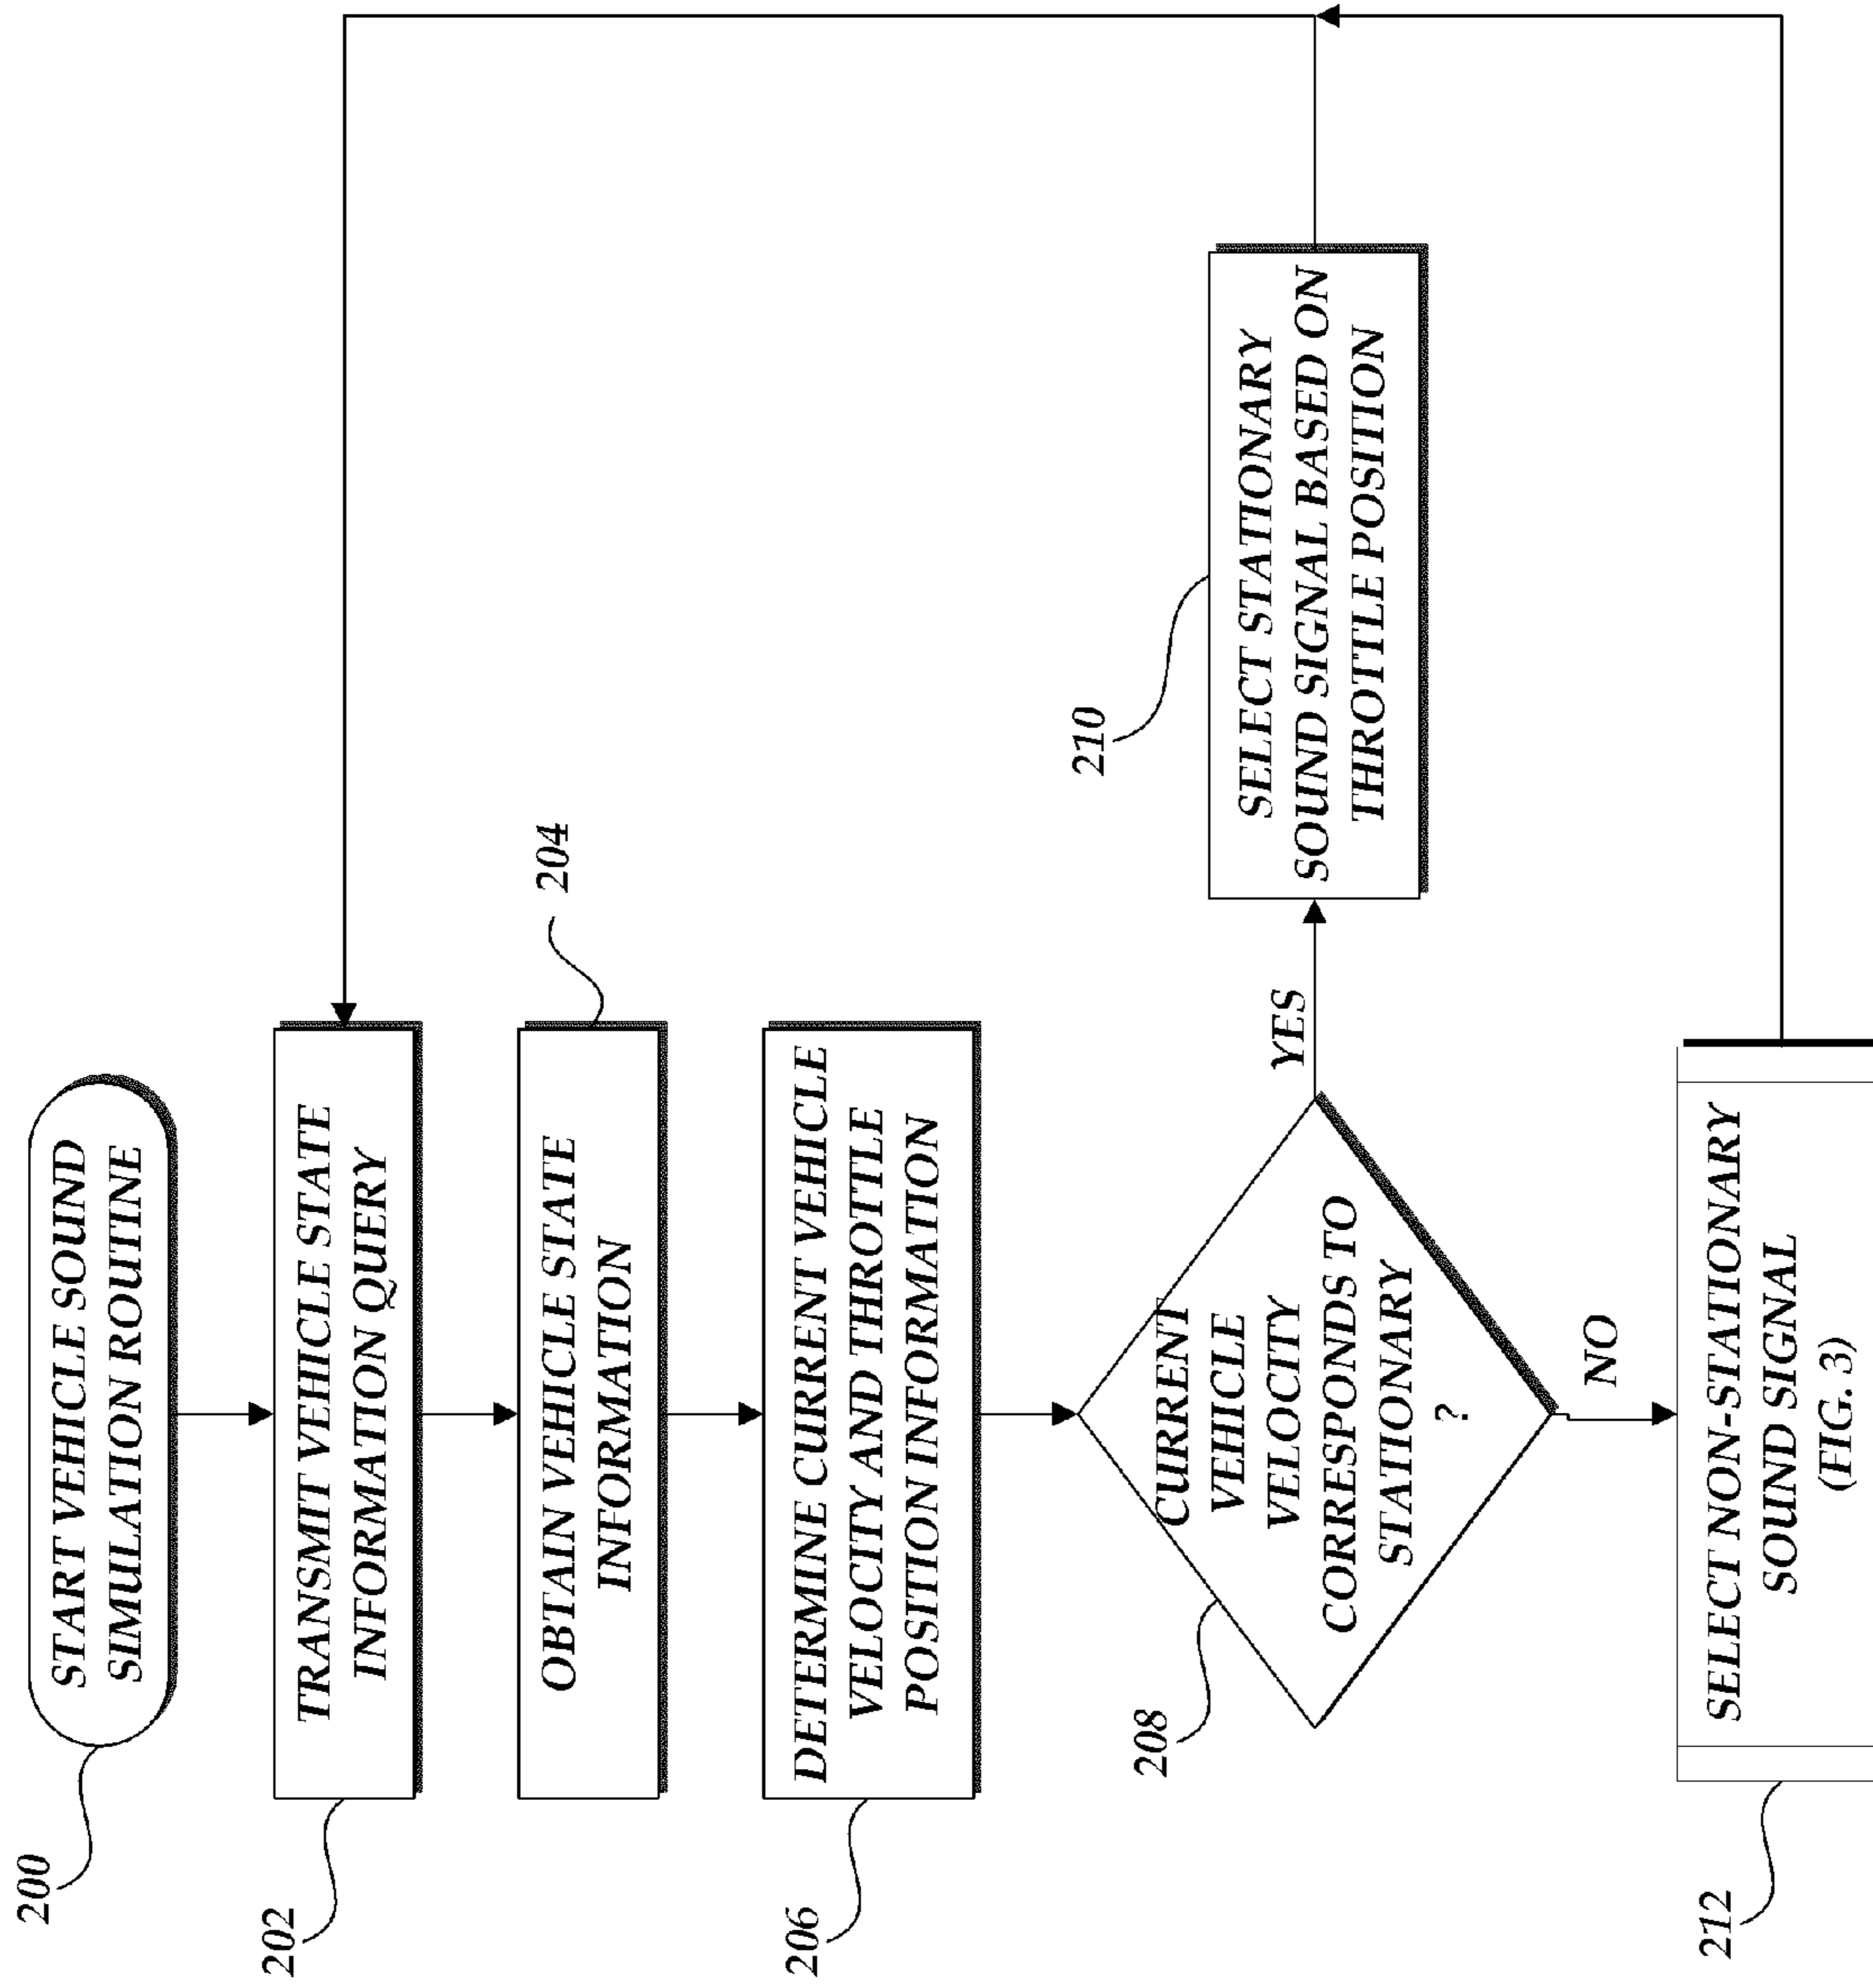 200
START VEHICLE SOUND
SIMULATION ROUTINE
202
TRANSMIT VEHICLE STATE
INFORMATION QUERY
204
OBTAIN VEHICLE STATE
INFORMATION
206
DETERMINE CURRENT VEHICLE
VELOCITY AND THROTTLE
POSITION INFORMATION
208
CURRENT
VEHICLE
VELOCITY
CORRESPONDS TO
STATIONARY
?
YES
210
SELECT STATIONARY
SOUND SIGNAL BASED ON
THROTTLE POSITION
NO
212
SELECT NON-STATIONARY
SOUND SIGNAL
(FIG. 3)